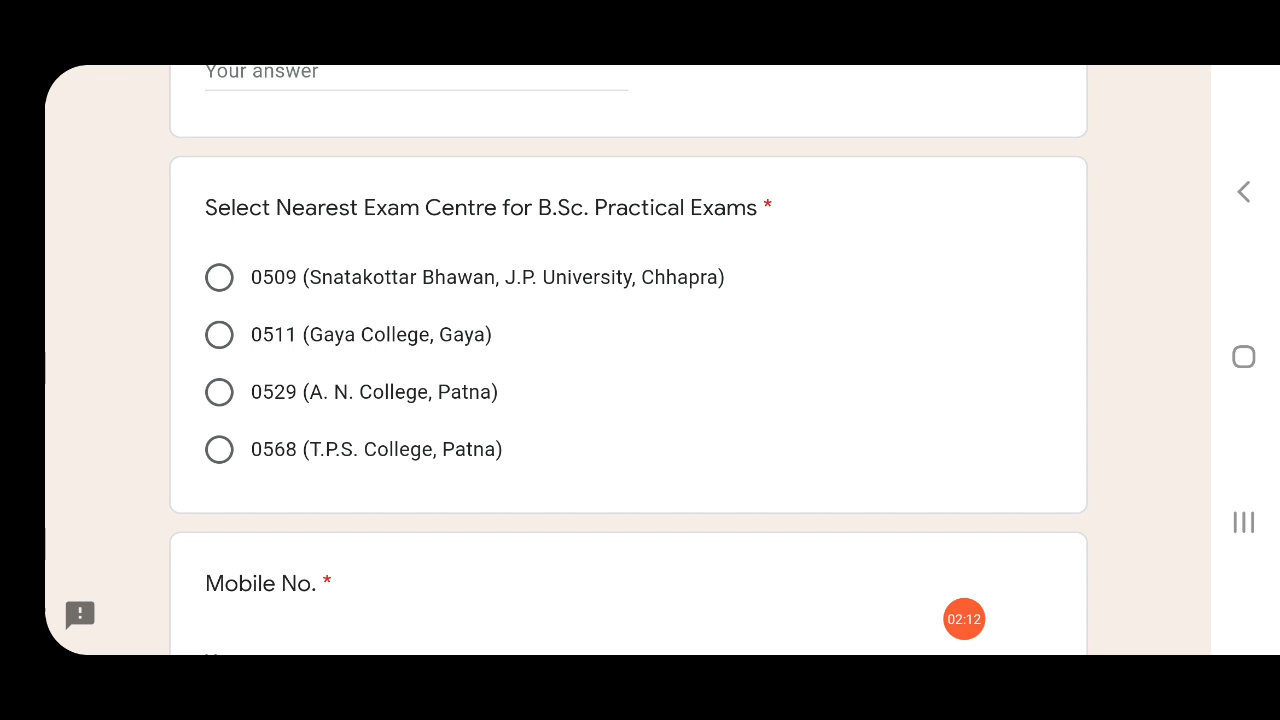 Your answer
Select Nearest Exam Centre for B.Sc. Practical Exams *
0509 (Snatakottar Bhawan, J.P. University, Chhapra)
0511 (Gaya College, Gaya)
0529 (A. N. College, Patna)
0568 (T.P.S. College, Patna)
Mobile No. *
02:12